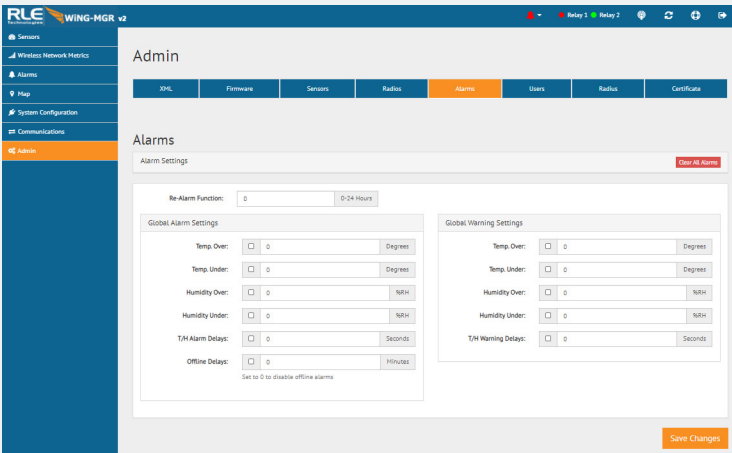 RLE WiNG-MGR v2
Technologies
Relay 1 Relay 2
Sensors
Wireless Network Metrics
Alarms
Map
System Configuration
Communications
Admin
Admin
XML Firmware Sensors Radios Alarms Users Radius Certificate
Alarms
Alarm Settings Clear All Alarms
Re-Alarm Function: 0 0-24 Hours
Global Alarm Settings
Temp. Over: 0 Degrees
Temp. Under: 0 Degrees
Humidity Over: 0 %RH
Humidity Under: 0 %RH
T/H Alarm Delays: 0 Seconds
Offline Delays: 0 Minutes
Set to 0 to disable offline alarms
Global Warning Settings
Temp. Over: 0 Degrees
Temp. Under: 0 Degrees
Humidity Over: 0 %RH
Humidity Under: 0 %RH
T/H Warning Delays: 0 Seconds
Save Changes